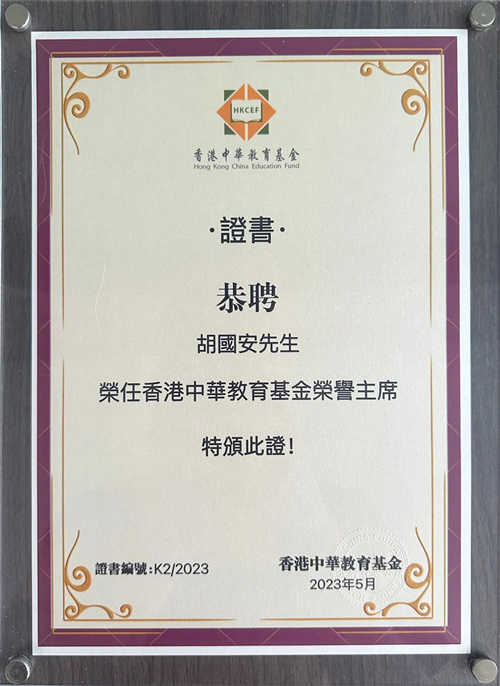 HKCEF
香港中華教育基金
Hong Kong China Education Fund
·證書·
恭聘
胡國安先生
榮任香港中華教育基金榮譽主席
特頒此證!
證書編號:K2/2023
香港中華教育基金
2023年5月